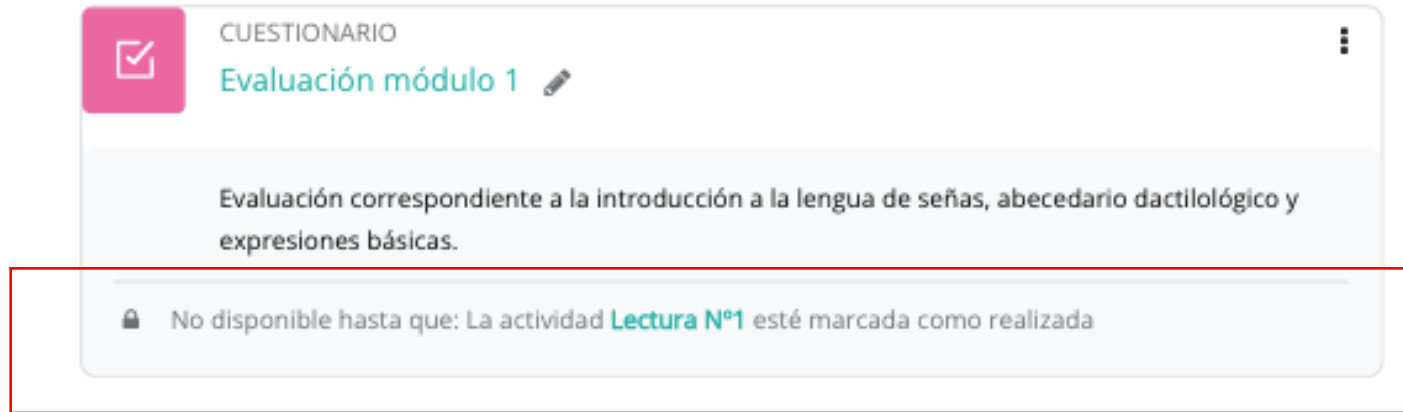 CUESTIONARIO
Evaluación módulo 1
Evaluación correspondiente a la introducción a la lengua de señas, abecedario dactilológico y
expresiones básicas.
No disponible hasta que: La actividad Lectura Nº1 esté marcada como realizada